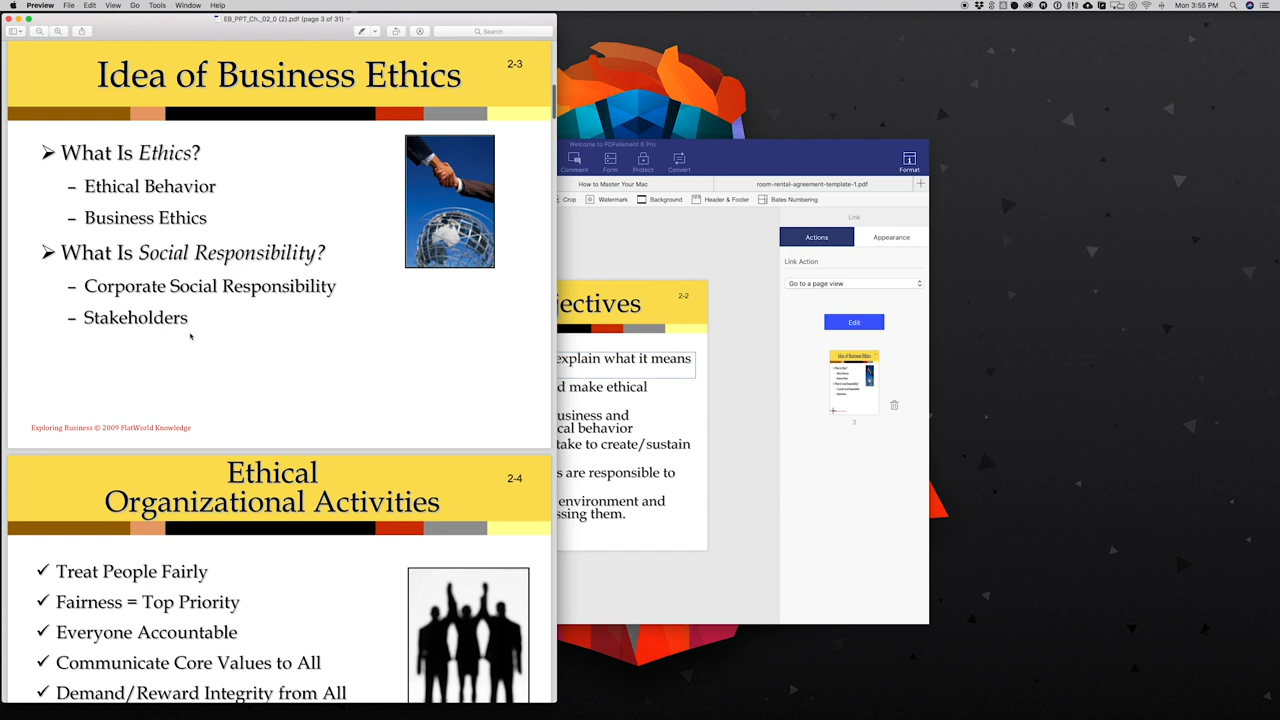 Preview File Edit View Go Tools Window Help
Mon 3:55 PM
EB_PPT_Ch._02_0 (2).pdf (page 3 of 31)
Search
Idea of Business Ethics
2-3
➢ What Is Ethics?
– Ethical Behavior
– Business Ethics
➢ What Is Social Responsibility?
– Corporate Social Responsibility
– Stakeholders
Exploring Business © 2009 FlatWorld Knowledge
Ethical
Organizational Activities
2-4
✓ Treat People Fairly
✓ Fairness = Top Priority
✓ Everyone Accountable
✓ Communicate Core Values to All
✓ Demand/Reward Integrity from All
Welcome to PDFelement 6 Pro
Comment Form Protect Convert Format
How to Master Your Mac
room-rental-agreement-template-1.pdf
Crop Watermark Background Header & Footer Bates Numbering
jectives
2-2
explain what it means
d make ethical
usiness and
cal behavior
take to create/sustain
s are responsible to
environment and
ssing them.
Link
Actions Appearance
Link Action
Go to a page view
Edit
Idea of Business Ethics
3